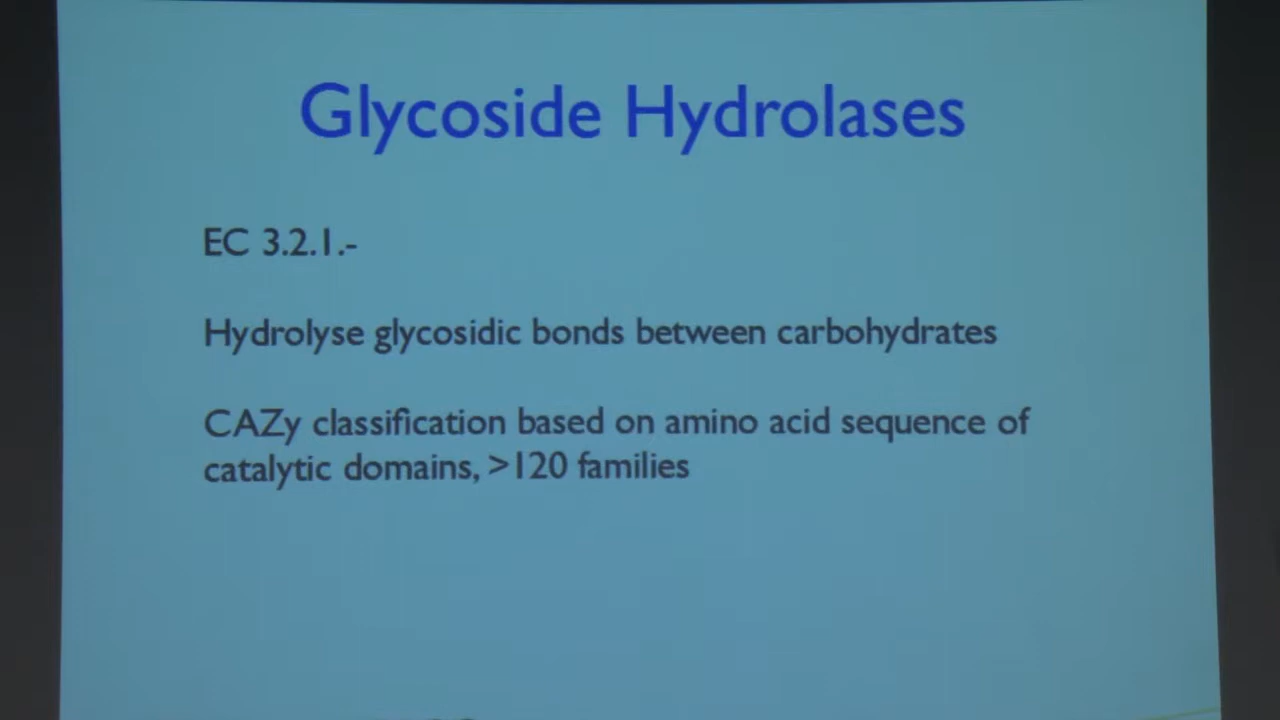 Glycoside Hydrolases
EC 3.2.1.-
Hydrolyse glycosidic bonds between carbohydrates
CAZy classification based on amino acid sequence of
catalytic domains, >120 families